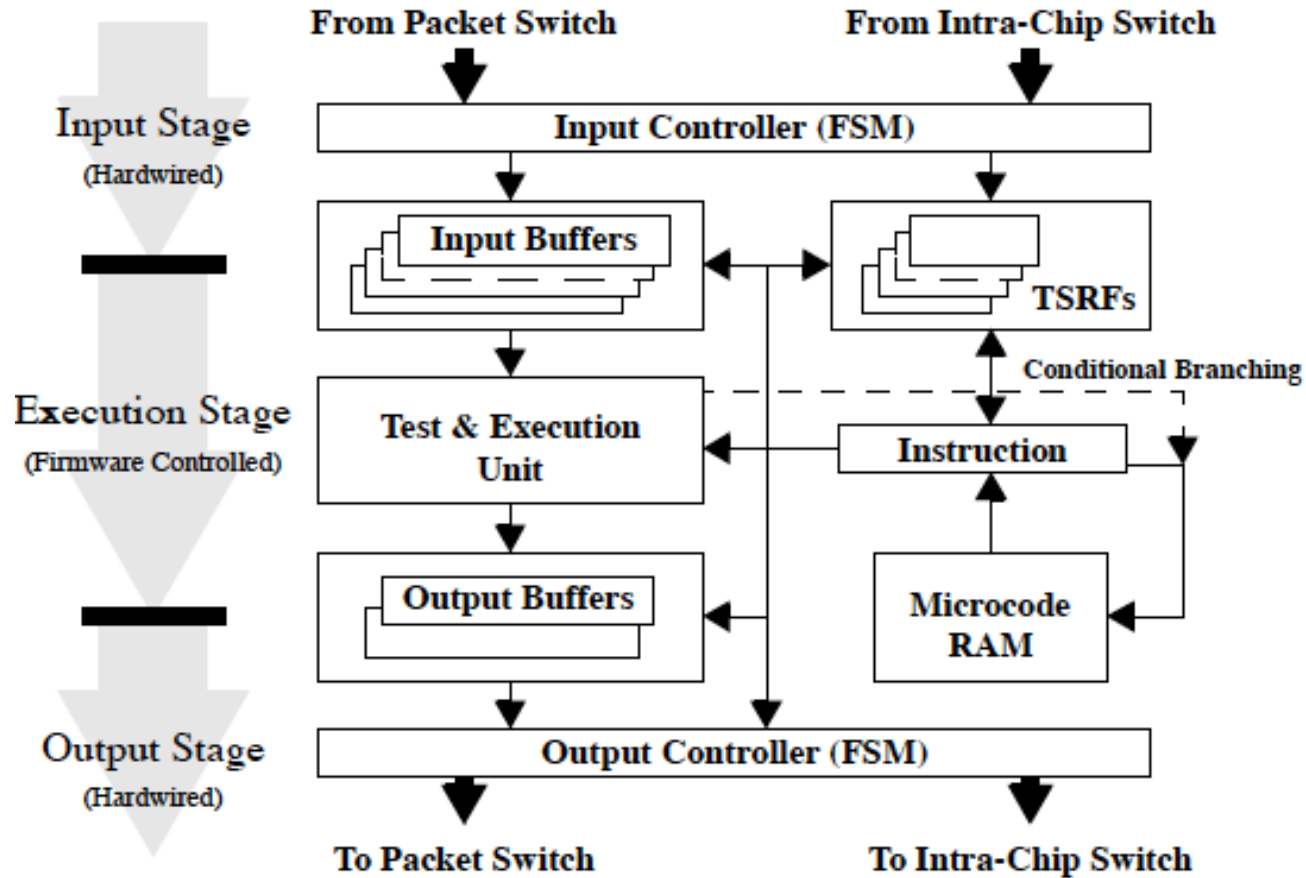 From Packet Switch
From Intra-Chip Switch
Input Stage
(Hardwired)
Input Controller (FSM)
Input Buffers
TSRFs
Conditional Branching
Execution Stage
(Firmware Controlled)
Test & Execution
Unit
Instruction
Output Buffers
Microcode
RAM
Output Stage
(Hardwired)
Output Controller (FSM)
To Packet Switch
To Intra-Chip Switch